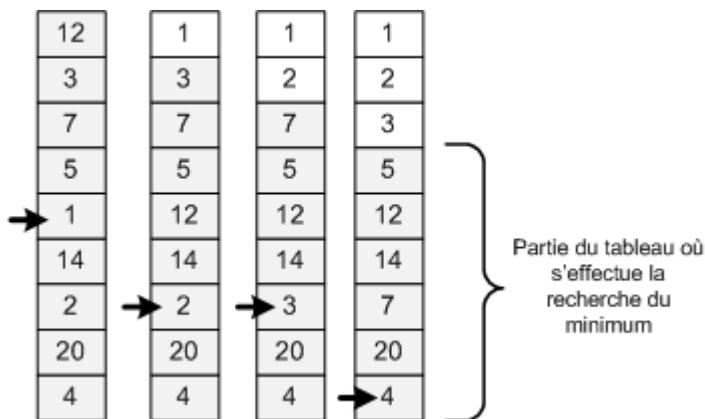 12 1 1 1
3 3 2 2
7 7 7 3
5 5 5 5
1 12 12 12
14 14 14 14
2 2 3 7
20 20 20 20
4 4 4 4
Partie du tableau où
s'effectue la
recherche du
minimum